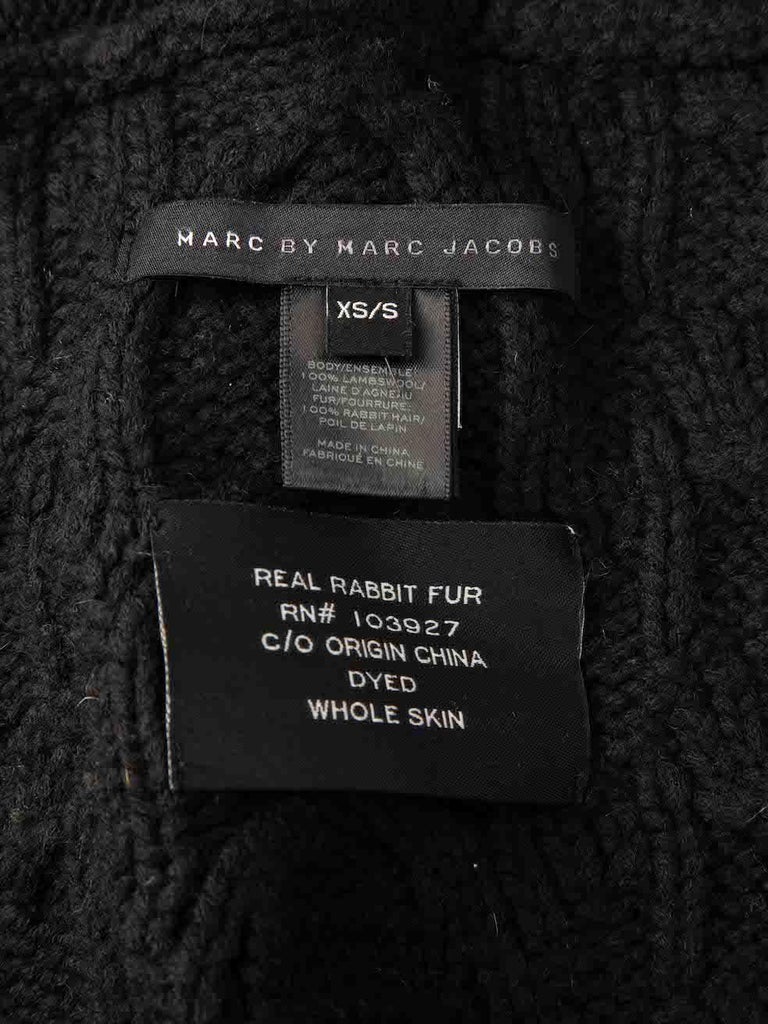 MARC BY MARC JACOBS
XS/S
BODY/ENSEMBLE:
100% LAMBSWOOL/
LAINE D'AGNEAU
FUR/FOURRURE:
100% RABBIT HAIR/
POIL DE LAPIN
MADE IN CHINA
FABRIQUÉ EN CHINE
REAL RABBIT FUR
RN# 103927
C/O ORIGIN CHINA
DYED
WHOLE SKIN